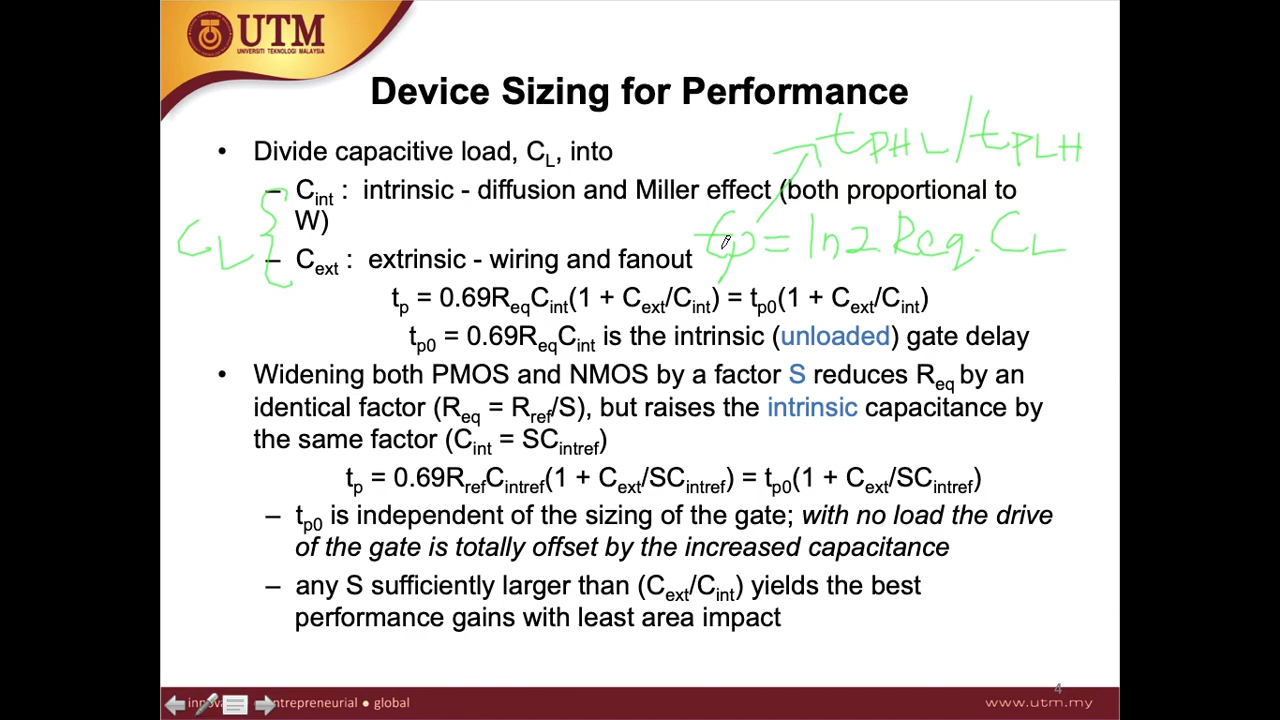 UTM
UNIVERSITI TEKNOLOGI MALAYSIA
Device Sizing for Performance
tpHL/tpLH
• Divide capacitive load, CL, into
– Cint : intrinsic - diffusion and Miller effect (both proportional to
W)
CL
tp = ln2 Req. CL
– Cext : extrinsic - wiring and fanout
tp = 0.69ReqCint(1 + Cext/Cint) = tp0(1 + Cext/Cint)
tp0 = 0.69ReqCint is the intrinsic (unloaded) gate delay
• Widening both PMOS and NMOS by a factor S reduces Req by an
identical factor (Req = Rref/S), but raises the intrinsic capacitance by
the same factor (Cint = SCintref)
tp = 0.69RrefCintref(1 + Cext/SCintref) = tp0(1 + Cext/SCintref)
– tp0 is independent of the sizing of the gate; with no load the drive
of the gate is totally offset by the increased capacitance
– any S sufficiently larger than (Cext/Cint) yields the best
performance gains with least area impact
4
innova ntrepreneurial ● global
www.utm.my